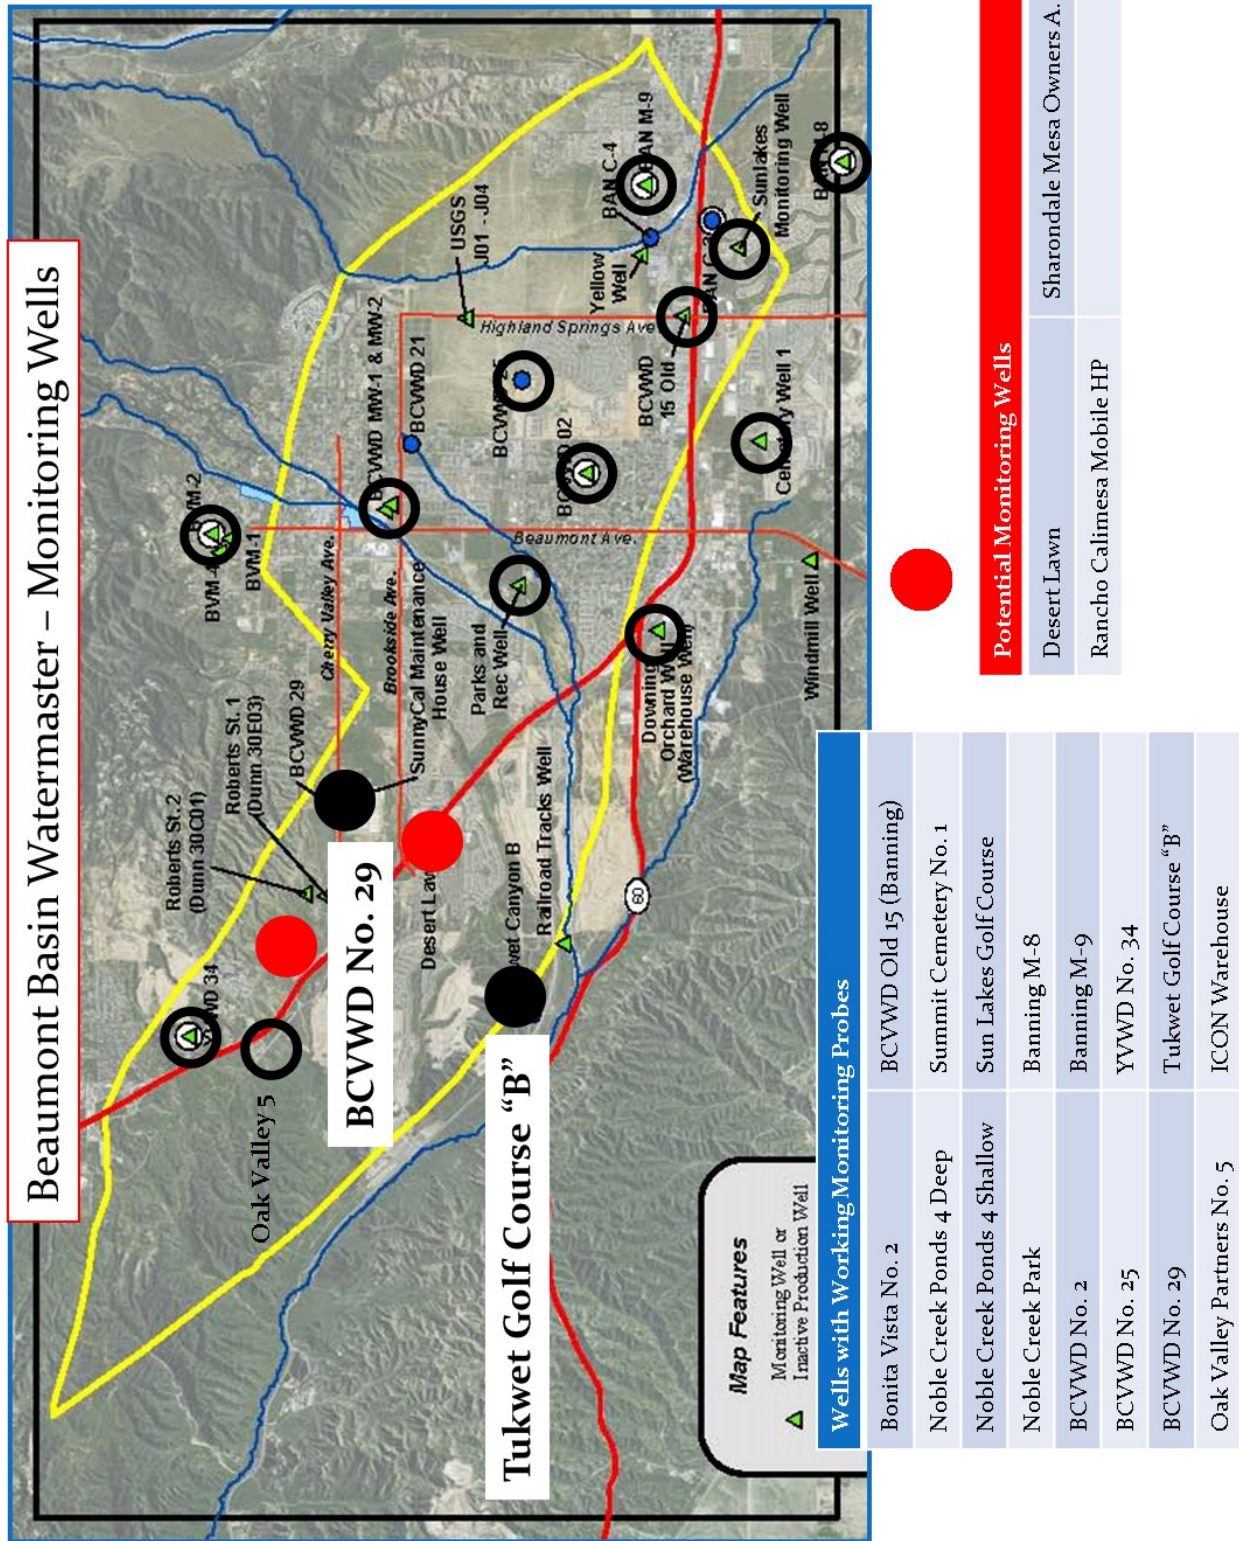 Beaumont Basin Watermaster – Monitoring Wells
Oak Valley 5
Roberts St. 2
(Dunn 30C01)
Roberts St. 1
(Dunn 30E03)
BCVWD 29
BCVWD No. 29
SunnyCal Maintenance
House Well
Cherry Valley Ave.
Brookside Ave.
BVM-1
USGS
J01 - J04
BCVWD 21
Highland Springs Ave.
Beaumont Ave.
Yellow
Well
BAN C-4
BCVWD
15 Old
Sunlakes
Monitoring Well
Parks and
Rec Well
Railroad Tracks Well
Tukwet Golf Course “B”
Orchard
(Warehouse Well)
Windmill Well
60
Map Features
Monitoring Well or
Inactive Production Well
Wells with Working Monitoring Probes
Bonita Vista No. 2 BCVWD Old 15 (Banning)
Noble Creek Ponds 4 Deep Summit Cemetery No. 1
Noble Creek Ponds 4 Shallow Sun Lakes Golf Course
Noble Creek Park Banning M-8
BCVWD No. 2 Banning M-9
BCVWD No. 25 YVWD No. 34
BCVWD No. 29 Tukwet Golf Course “B”
Oak Valley Partners No. 5 ICON Warehouse
Potential Monitoring Wells
Desert Lawn Sharondale Mesa Owners A.
Rancho Calimesa Mobile HP